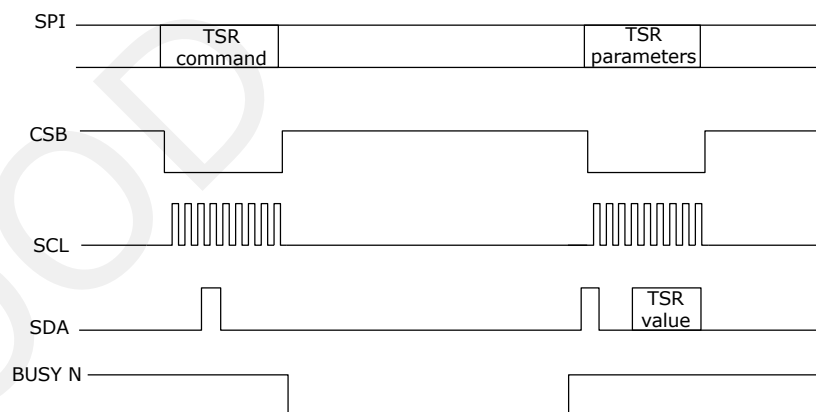 SPI
TSR
command
TSR
parameters
CSB
SCL
SDA
TSR
value
BUSY N